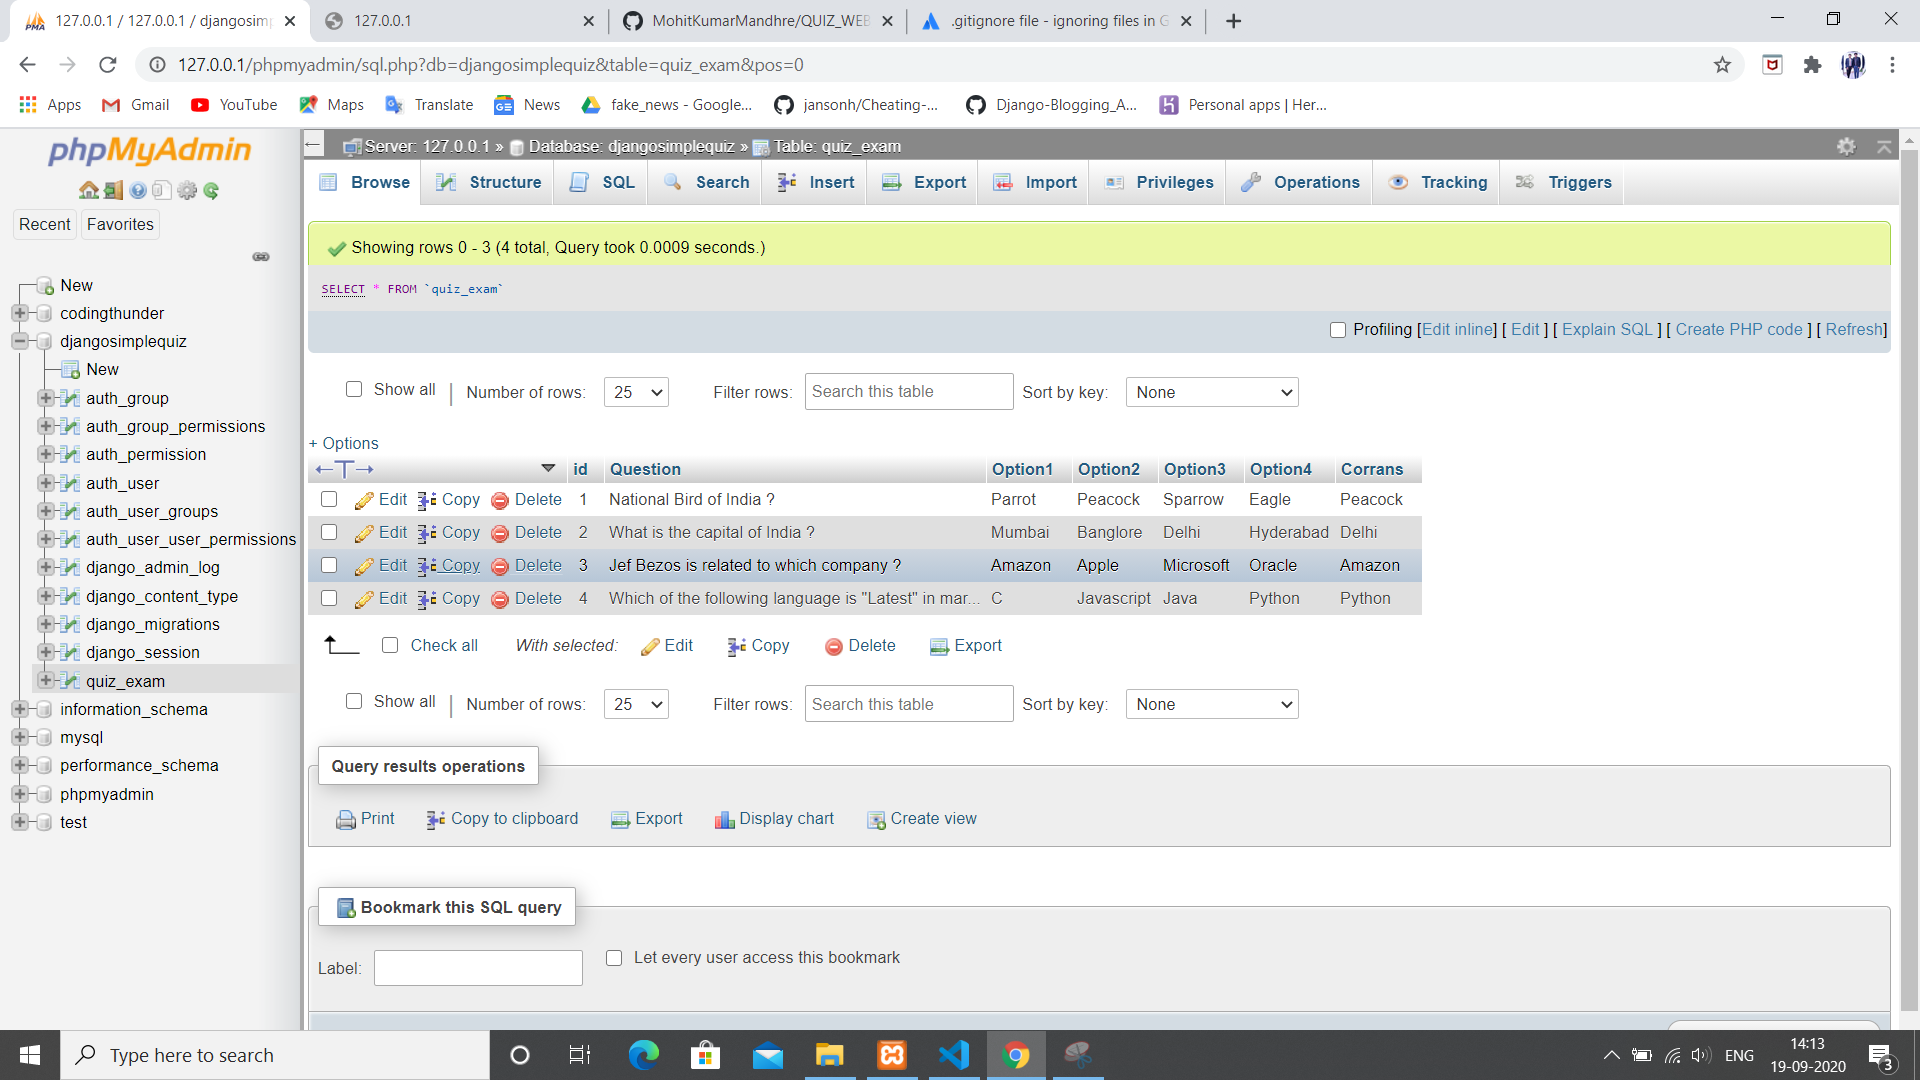 127.0.0.1 / 127.0.0.1 / djangosimp
127.0.0.1
MohitKumarMandhre/QUIZ_WEB
.gitignore file - ignoring files in G
127.0.0.1/phpmyadmin/sql.php?db=djangosimplequiz&table=quiz_exam&pos=0
Apps Gmail YouTube Maps Translate News fake_news - Google... jansonh/Cheating-... Django-Blogging_A... Personal apps | Her...
phpMyAdmin
Recent Favorites
New
codingthunder
djangosimplequiz
New
auth_group
auth_group_permissions
auth_permission
auth_user
auth_user_groups
auth_user_user_permissions
django_admin_log
django_content_type
django_migrations
django_session
quiz_exam
information_schema
mysql
performance_schema
phpmyadmin
test
Server: 127.0.0.1 » Database: djangosimplequiz » Table: quiz_exam
Browse Structure SQL Search Insert Export Import Privileges Operations Tracking Triggers
Showing rows 0 - 3 (4 total, Query took 0.0009 seconds.)
SELECT * FROM `quiz_exam`
Profiling [Edit inline] [ Edit ] [ Explain SQL ] [ Create PHP code ] [ Refresh]
Show all | Number of rows: 25 Filter rows: Search this table Sort by key: None
+ Options
id Question Option1 Option2 Option3 Option4 Corrans
Edit Copy Delete 1 National Bird of India ? Parrot Peacock Sparrow Eagle Peacock
Edit Copy Delete 2 What is the capital of India ? Mumbai Banglore Delhi Hyderabad Delhi
Edit Copy Delete 3 Jef Bezos is related to which company ? Amazon Apple Microsoft Oracle Amazon
Edit Copy Delete 4 Which of the following language is "Latest" in mar... C Javascript Java Python Python
Check all With selected: Edit Copy Delete Export
Show all | Number of rows: 25 Filter rows: Search this table Sort by key: None
Query results operations
Print Copy to clipboard Export Display chart Create view
Bookmark this SQL query
Label: Let every user access this bookmark
Type here to search
ENG
14:13
19-09-2020
3